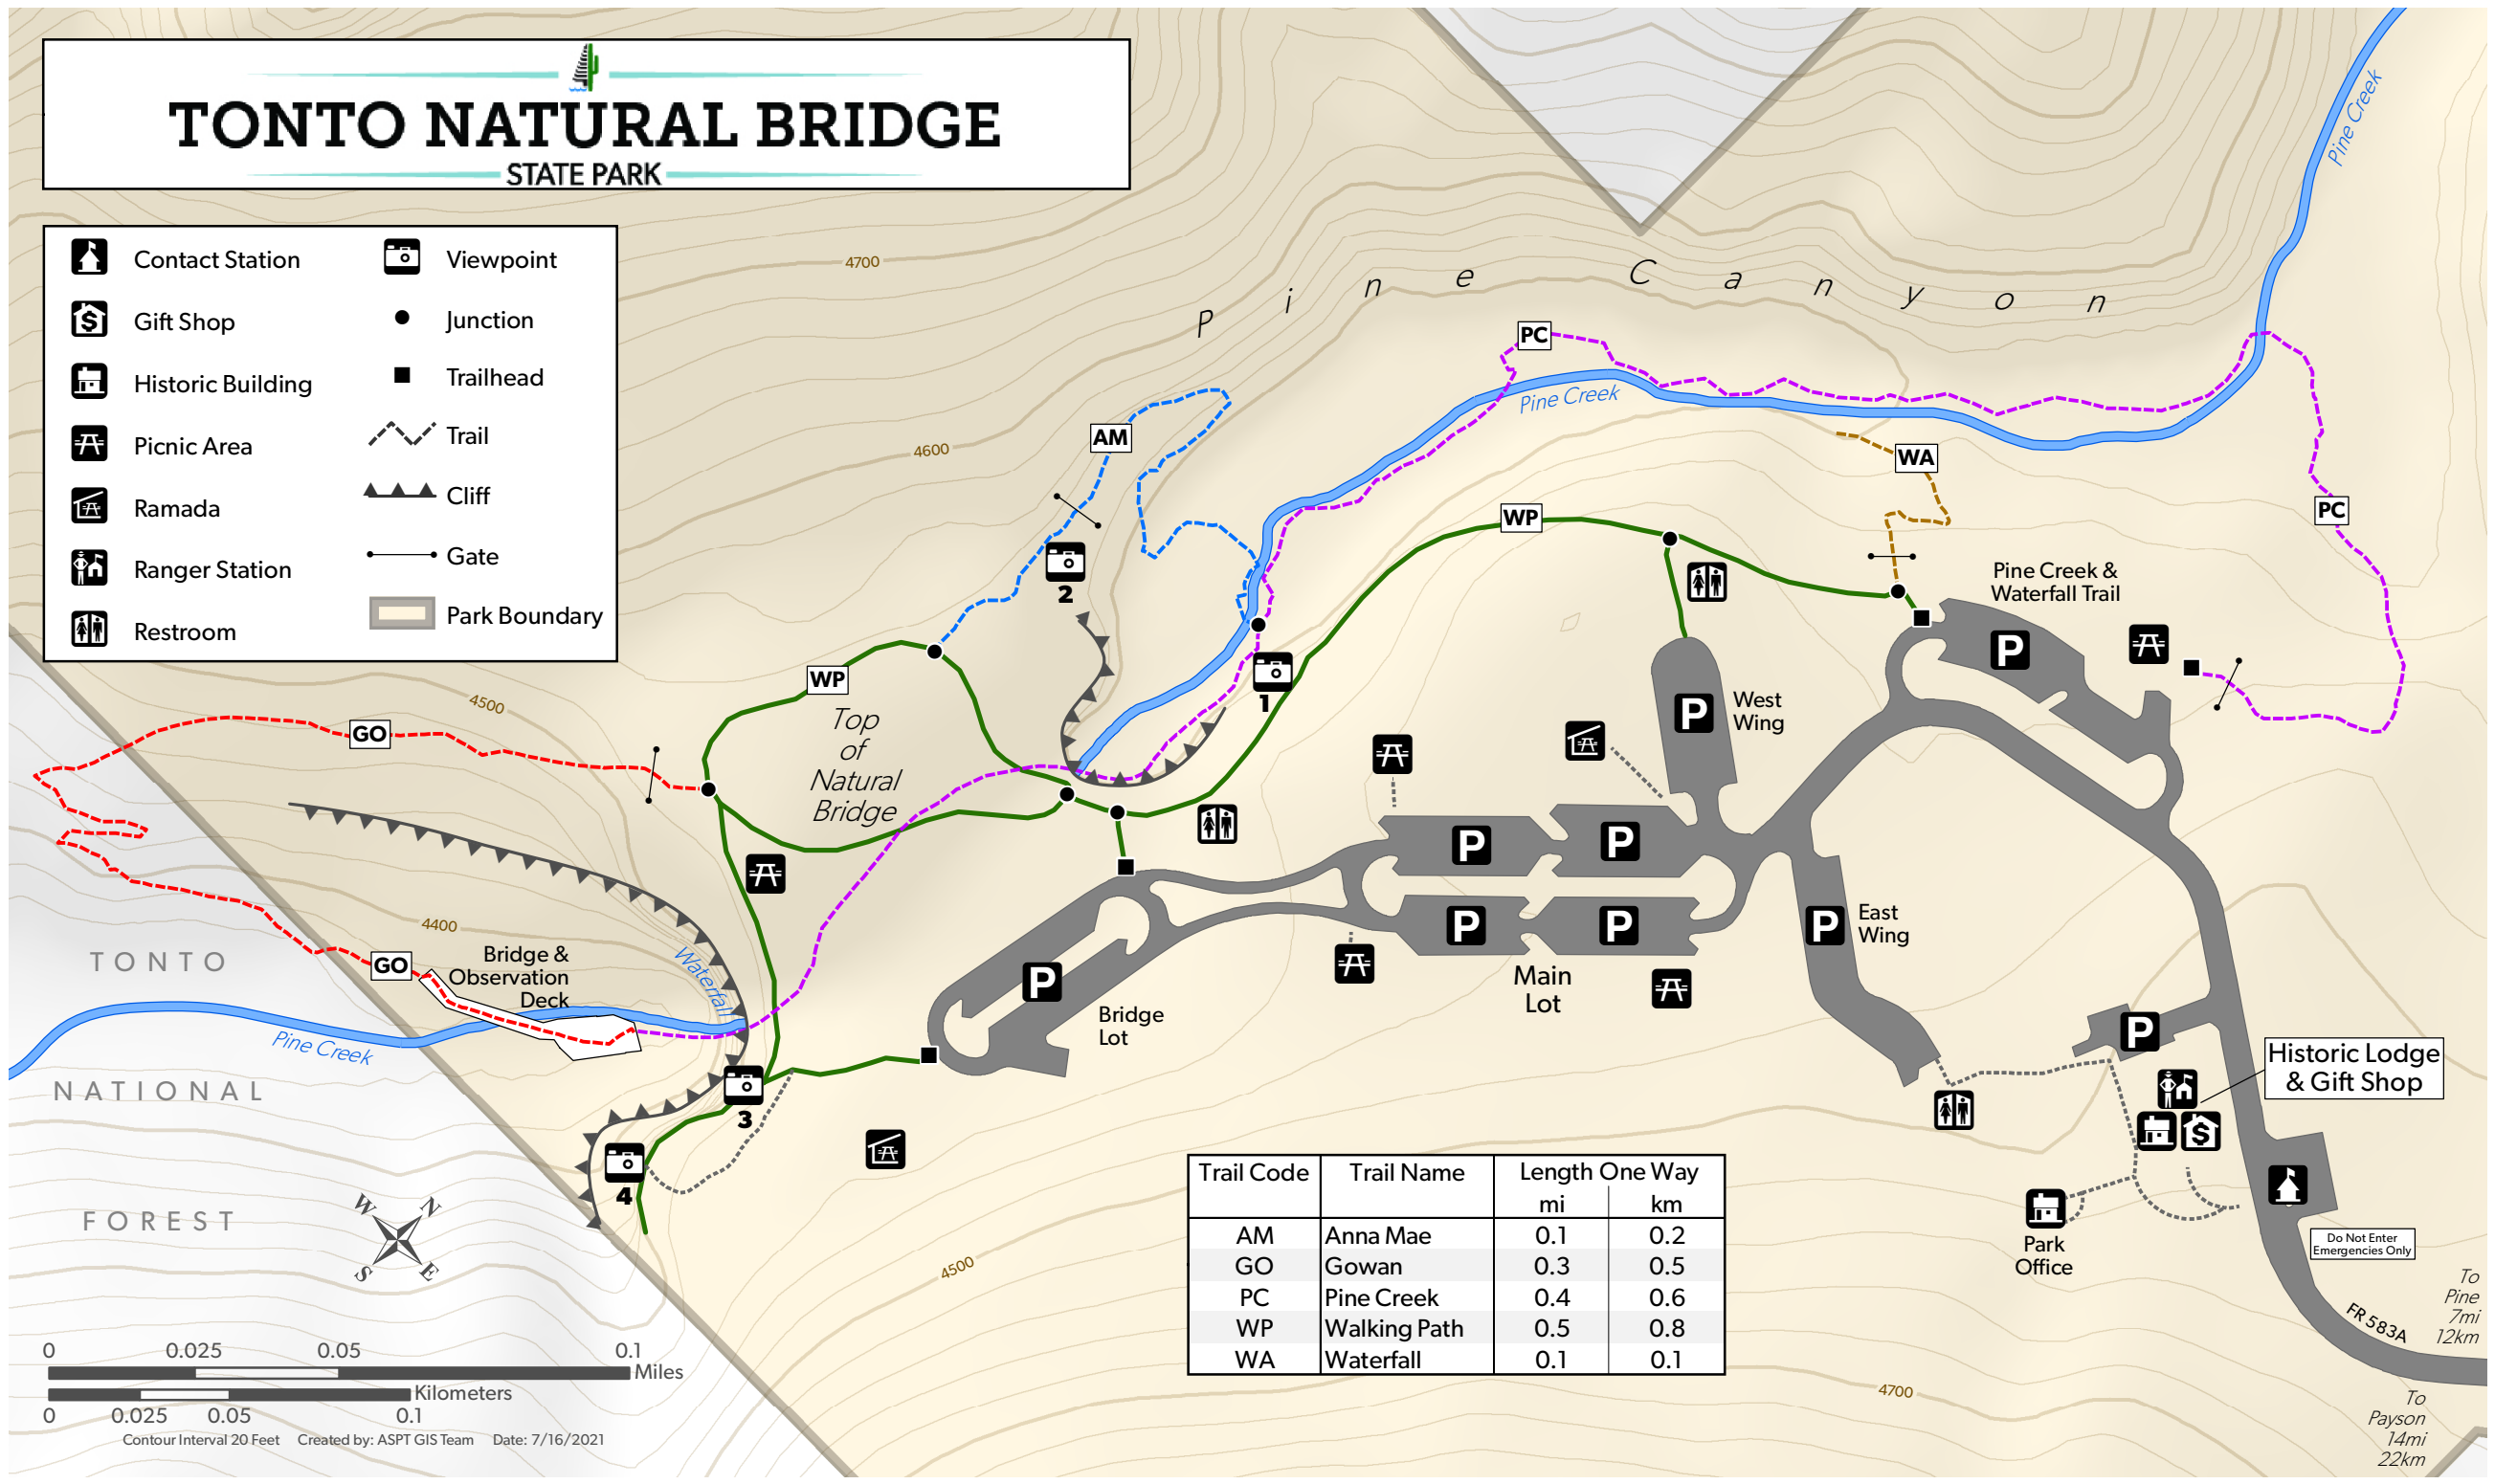 TONTO NATURAL BRIDGE
STATE PARK
Contact Station
Gift Shop
Historic Building
Picnic Area
Ramada
Ranger Station
Restroom
Viewpoint
Junction
Trailhead
Trail
Cliff
Gate
Park Boundary
4700
4600
4500
4400
Pine Canyon
Pine Creek
Pine Creek
PC
PC
AM
WA
WP
WP
GO
GO
2
1
3
4
Top
of
Natural
Bridge
Pine Creek &
Waterfall Trail
P
West
Wing
P
P
P
P
P
Main
Lot
P
East
Wing
P
Bridge
Lot
P
Bridge &
Observation
Deck
Waterfall
Pine Creek
TONTO
NATIONAL
FOREST
W
N
S
E
Historic Lodge
& Gift Shop
Park
Office
Do Not Enter
Emergencies Only
FR 583A
To
Pine
7mi
12km
To
Payson
14mi
22km
4500
4700
Trail Code Trail Name Length One Way
mi km
AM Anna Mae 0.1 0.2
GO Gowan 0.3 0.5
PC Pine Creek 0.4 0.6
WP Walking Path 0.5 0.8
WA Waterfall 0.1 0.1
0 0.025 0.05 0.1
Miles
Kilometers
0 0.025 0.05 0.1
Contour Interval 20 Feet Created by: ASPT GIS Team Date: 7/16/2021